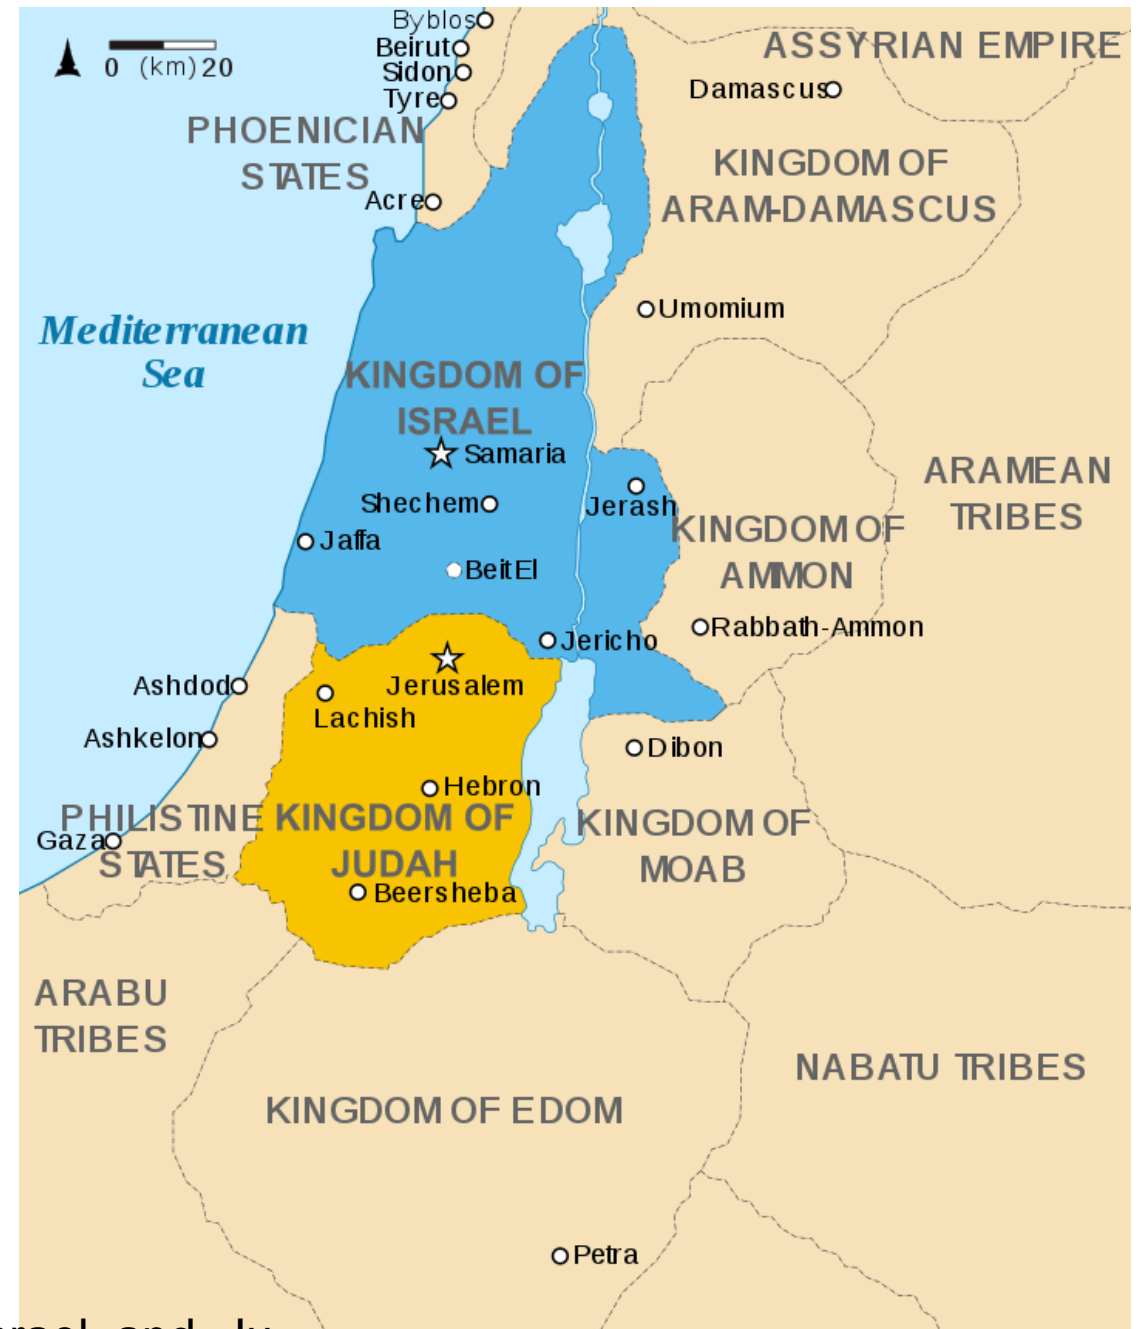 Byblos
Beirut
0 (km) 20
Sidon
Tyre
ASSYRIAN EMPIRE
Damascus
PHOENICIAN
STATES
KINGDOM OF
ARAM-DAMASCUS
Acre
Umomium
Mediterranean
Sea
KINGDOM OF
ISRAEL
Samaria
Shechem
Jerash
ARAMEAN
TRIBES
Jaffa
KINGDOM OF
AMMON
BeitEl
Rabbath-Ammon
Jericho
Jerusalem
Ashdod
Lachish
Ashkelon
Dibon
Hebron
PHILISTINE
STATES
Gaza
KINGDOM OF
JUDAH
KINGDOM OF
MOAB
Beersheba
ARABU
TRIBES
NABATU TRIBES
KINGDOM OF EDOM
Petra
and